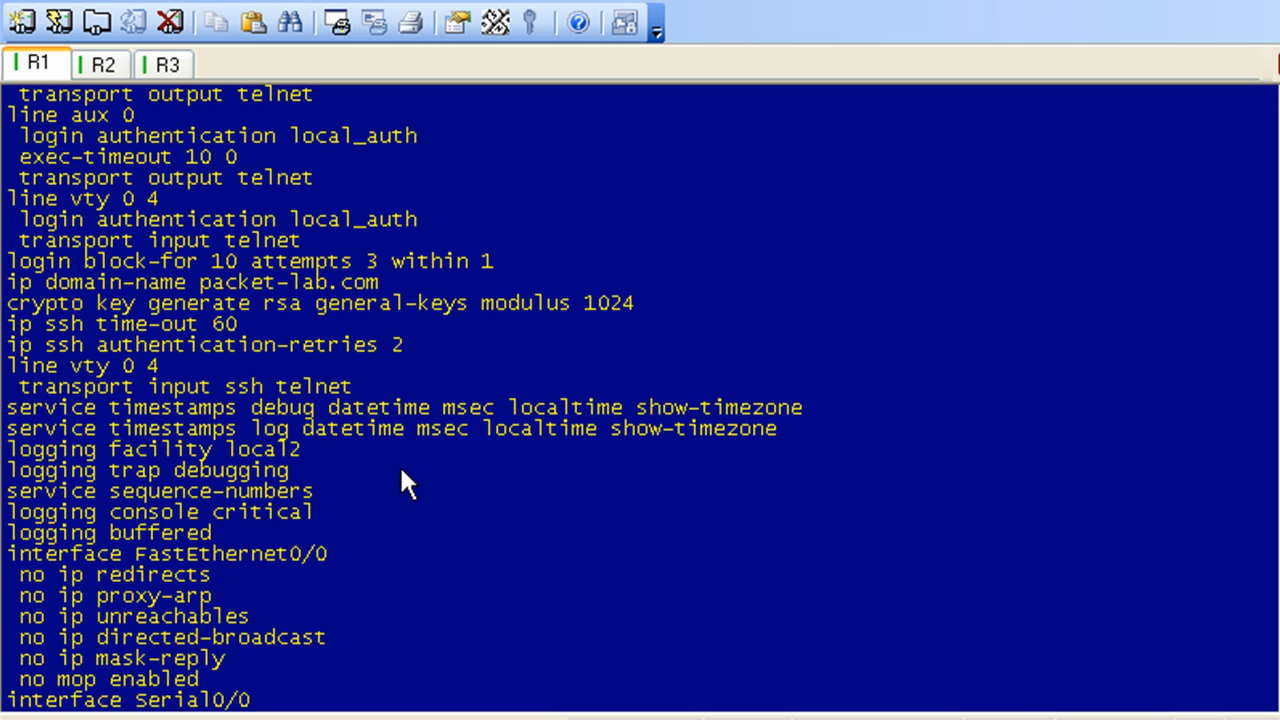 R1
R2
R3
transport output telnet
line aux 0
login authentication local_auth
exec-timeout 10 0
transport output telnet
line vty 0 4
login authentication local_auth
transport input telnet
login block-for 10 attempts 3 within 1
ip domain-name packet-lab.com
crypto key generate rsa general-keys modulus 1024
ip ssh time-out 60
ip ssh authentication-retries 2
line vty 0 4
transport input ssh telnet
service timestamps debug datetime msec localtime show-timezone
service timestamps log datetime msec localtime show-timezone
logging facility local2
logging trap debugging
service sequence-numbers
logging console critical
logging buffered
interface FastEthernet0/0
no ip redirects
no ip proxy-arp
no ip unreachables
no ip directed-broadcast
no ip mask-reply
no mop enabled
interface Serial0/0